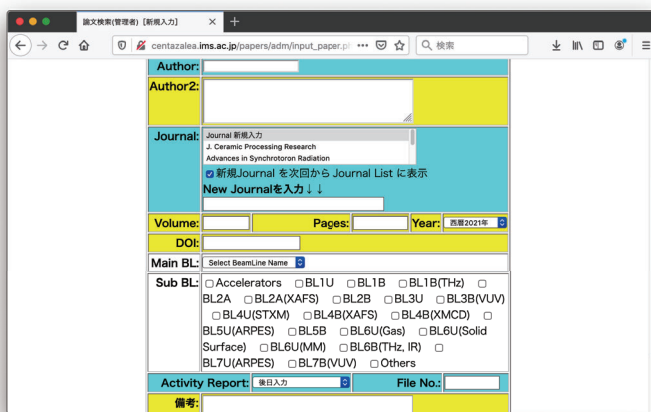 論文検索(管理者) [新規入力]
centazalea.ims.ac.jp/papers/adm/input_paper.p
検索
Author:
Author2:
Journal:
Journal 新規入力
J. Ceramic Processing Research
Advances in Synchrotoron Radiation
新規Journal を次回から Journal List に表示
New Journalを入力↓↓
Volume: Pages: Year: 西暦2021年
DOI:
Main BL: Select BeamLine Name
Sub BL: Accelerators BL1U BL1B BL1B(THz)
BL2A BL2A(XAFS) BL2B BL3U BL3B(VUV)
BL4U(STXM) BL4B(XAFS) BL4B(XMCD)
BL5U(ARPES) BL5B BL6U(Gas) BL6U(Solid
Surface) BL6U(MM) BL6B(THz, IR)
BL7U(ARPES) BL7B(VUV) Others
Activity Report: 後日入力 File No.:
備考: